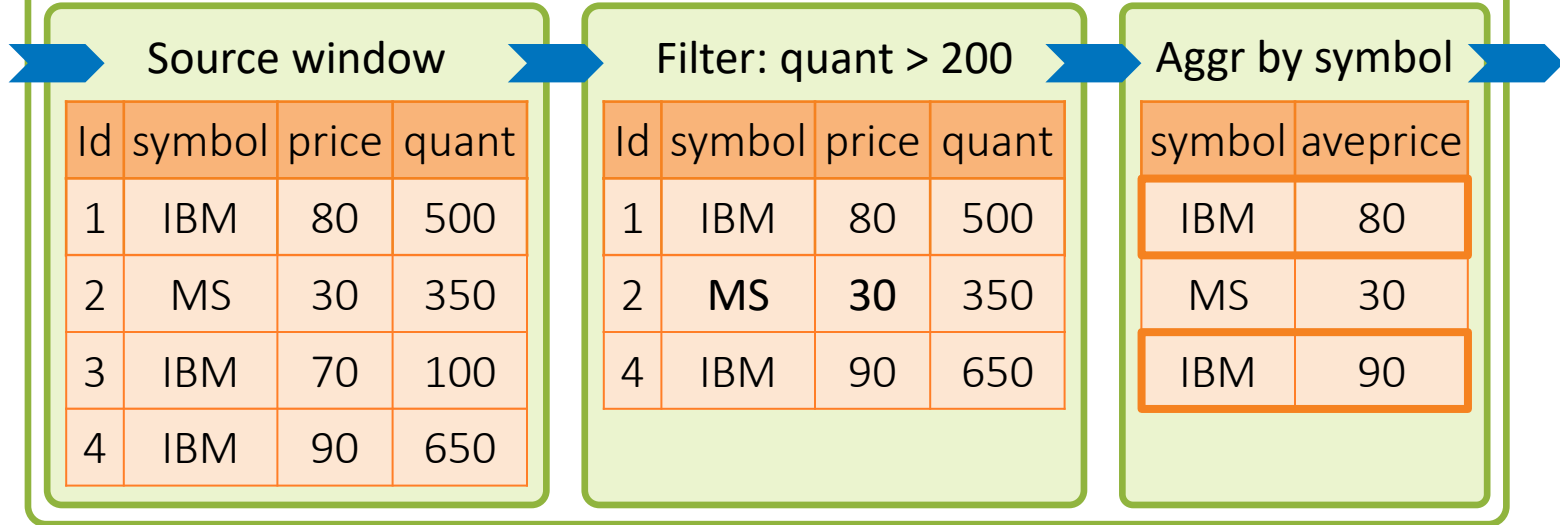 Source window
Id symbol price quant
1 IBM 80 500
2 MS 30 350
3 IBM 70 100
4 IBM 90 650
Filter: quant > 200
Id symbol price quant
1 IBM 80 500
2 MS 30 350
4 IBM 90 650
Aggr by symbol
symbol aveprice
IBM 80
MS 30
IBM 90